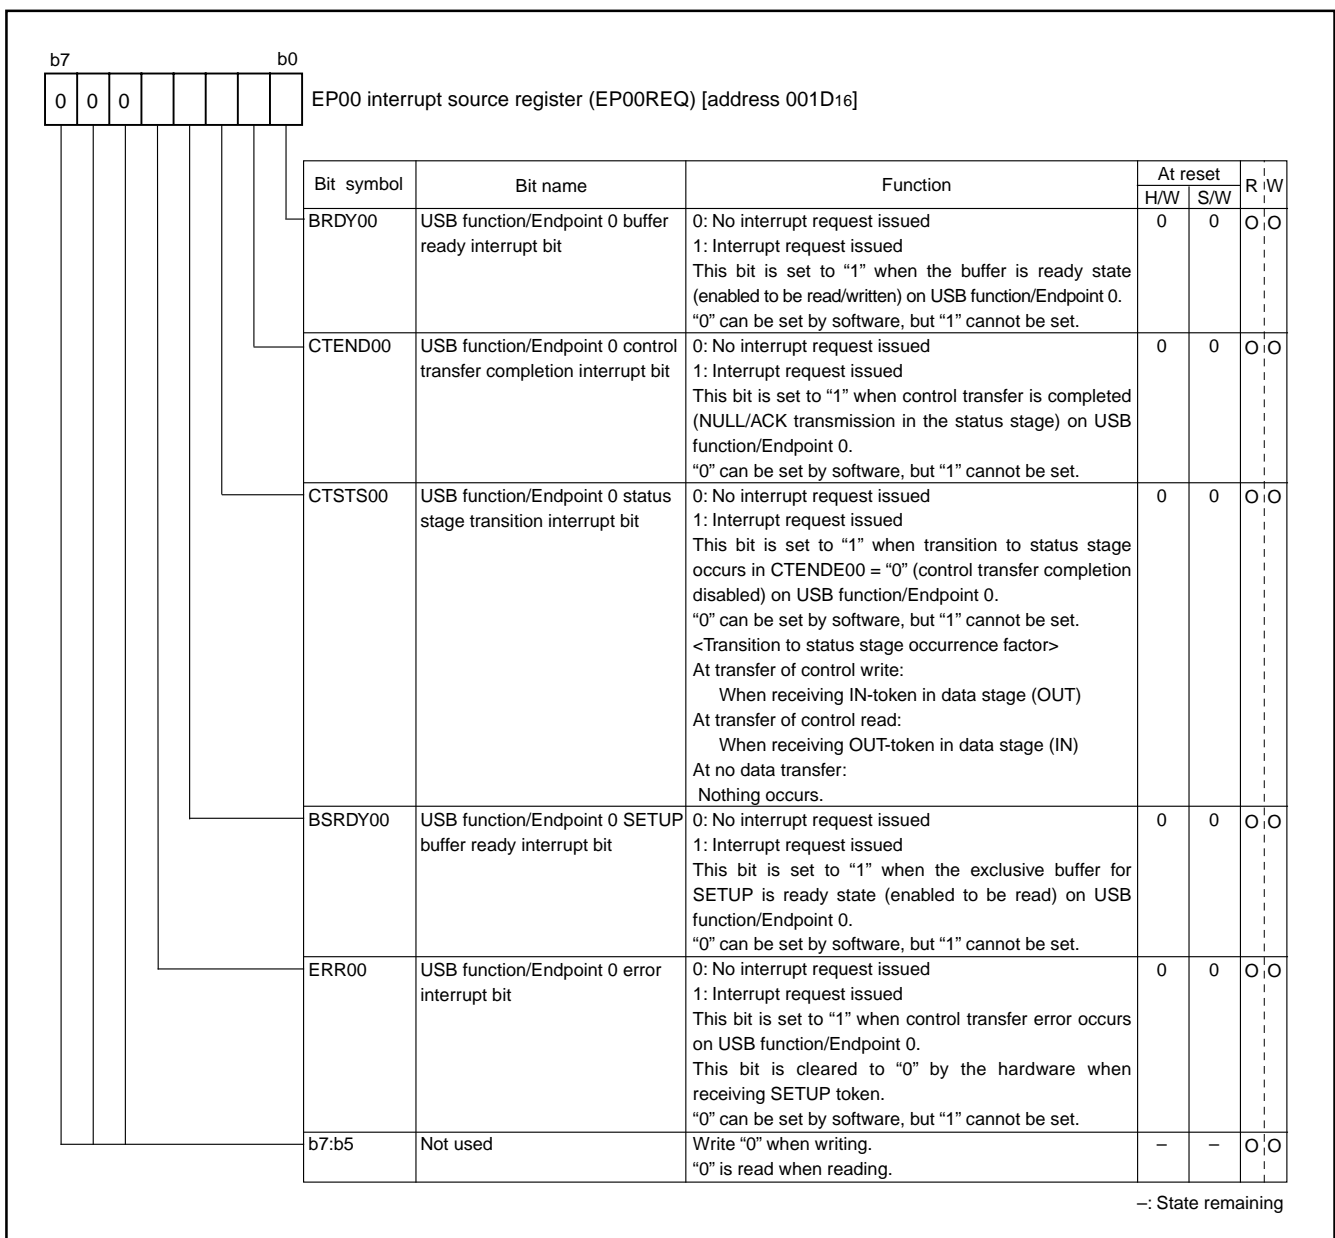 b7 b0
0 0 0 EP00 interrupt source register (EP00REQ) [address 001D16]
Bit symbol Bit name Function At reset R W
H/W S/W
BRDY00 USB function/Endpoint 0 buffer 0: No interrupt request issued 0 0 O O
ready interrupt bit 1: Interrupt request issued
This bit is set to “1” when the buffer is ready state
(enabled to be read/written) on USB function/Endpoint 0.
“0” can be set by software, but “1” cannot be set.
CTEND00 USB function/Endpoint 0 control 0: No interrupt request issued 0 0 O O
transfer completion interrupt bit 1: Interrupt request issued
This bit is set to “1” when control transfer is completed
(NULL/ACK transmission in the status stage) on USB
function/Endpoint 0.
“0” can be set by software, but “1” cannot be set.
CTSTS00 USB function/Endpoint 0 status 0: No interrupt request issued 0 0 O O
stage transition interrupt bit 1: Interrupt request issued
This bit is set to “1” when transition to status stage
occurs in CTENDE00 = “0” (control transfer completion
disabled) on USB function/Endpoint 0.
“0” can be set by software, but “1” cannot be set.
<Transition to status stage occurrence factor>
At transfer of control write:
When receiving IN-token in data stage (OUT)
At transfer of control read:
When receiving OUT-token in data stage (IN)
At no data transfer:
Nothing occurs.
BSRDY00 USB function/Endpoint 0 SETUP 0: No interrupt request issued 0 0 O O
buffer ready interrupt bit 1: Interrupt request issued
This bit is set to “1” when the exclusive buffer for
SETUP is ready state (enabled to be read) on USB
function/Endpoint 0.
“0” can be set by software, but “1” cannot be set.
ERR00 USB function/Endpoint 0 error 0: No interrupt request issued 0 0 O O
interrupt bit 1: Interrupt request issued
This bit is set to “1” when control transfer error occurs
on USB function/Endpoint 0.
This bit is cleared to “0” by the hardware when
receiving SETUP token.
“0” can be set by software, but “1” cannot be set.
b7:b5 Not used Write “0” when writing. – – O O
“0” is read when reading.
–: State remaining